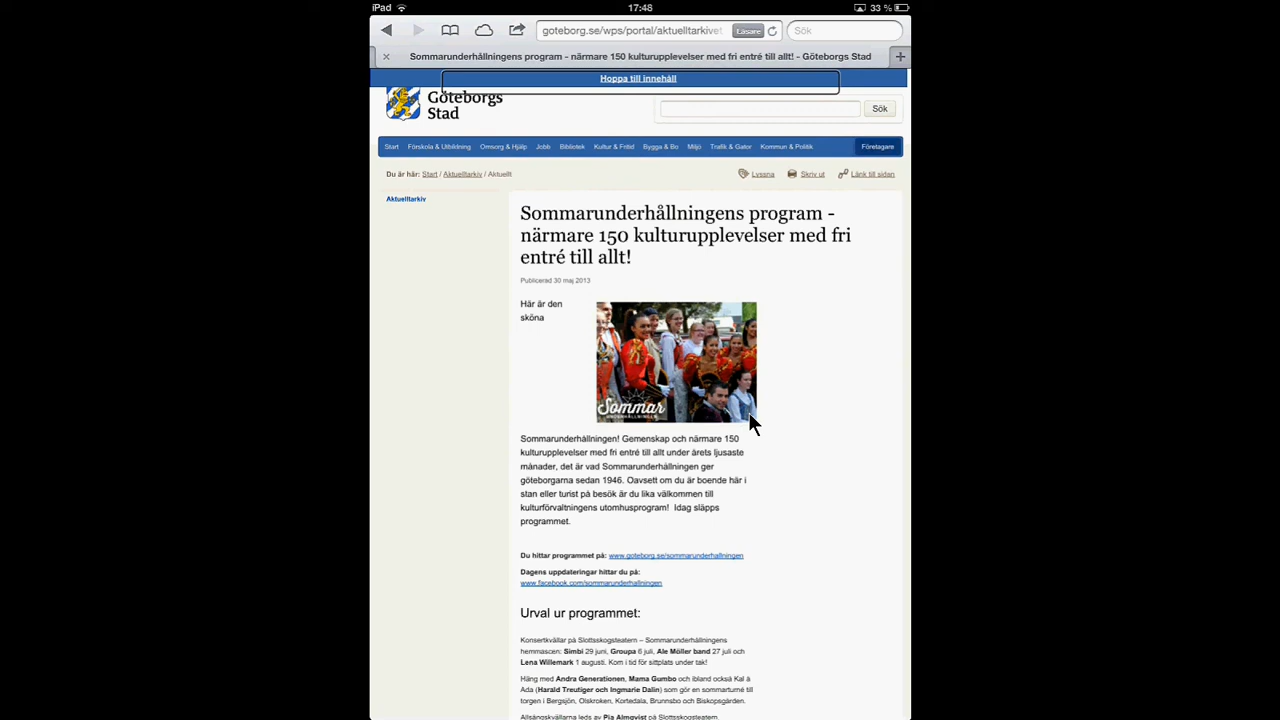 iPad 17:48 33 %
goteborg.se/wps/portal/aktuelltarkivet Läsare Sök
Sommarunderhållningens program - närmare 150 kulturupplevelser med fri entré till allt! - Göteborgs Stad
Hoppa till innehåll
Göteborgs
Stad
Sök
Start Förskola & Utbildning Omsorg & Hjälp Jobb Bibliotek Kultur & Fritid Bygga & Bo Miljö Trafik & Gator Kommun & Politik Företagare
Du är här: Start / Aktuelltarkiv / Aktuellt Lyssna Skriv ut Länk till sidan
Aktuelltarkiv
Sommarunderhållningens program -
närmare 150 kulturupplevelser med fri
entré till allt!
Publicerad 30 maj 2013
Här är den
sköna
Sommar
UNDERHÅLLNINGEN
Sommarunderhållningen! Gemenskap och närmare 150
kulturupplevelser med fri entré till allt under årets ljusaste
månader, det är vad Sommarunderhållningen ger
göteborgarna sedan 1946. Oavsett om du är boende här i
stan eller turist på besök är du lika välkommen till
kulturförvaltningens utomhusprogram! Idag släpps
programmet.
Du hittar programmet på: www.goteborg.se/sommarunderhallningen
Dagens uppdateringar hittar du på:
www.facebook.com/sommarunderhallningen
Urval ur programmet:
Konsertkvällar på Slottsskogsteatern – Sommarunderhållningens
hemmascen: Simbi 29 juni, Groupa 6 juli, Ale Möller band 27 juli och
Lena Willemark 1 augusti. Kom i tid för sittplats under tak!
Häng med Andra Generationen, Mama Gumbo och ibland också Kal å
Ada (Harald Treutiger och Ingmarie Dalin) som gör en sommarturné till
torgen i Bergsjön, Olskroken, Kortedala, Brunnsbo och Biskopsgården.
Allsångskvällarna leds av Pia Almqvist på Slottsskogsteatern.